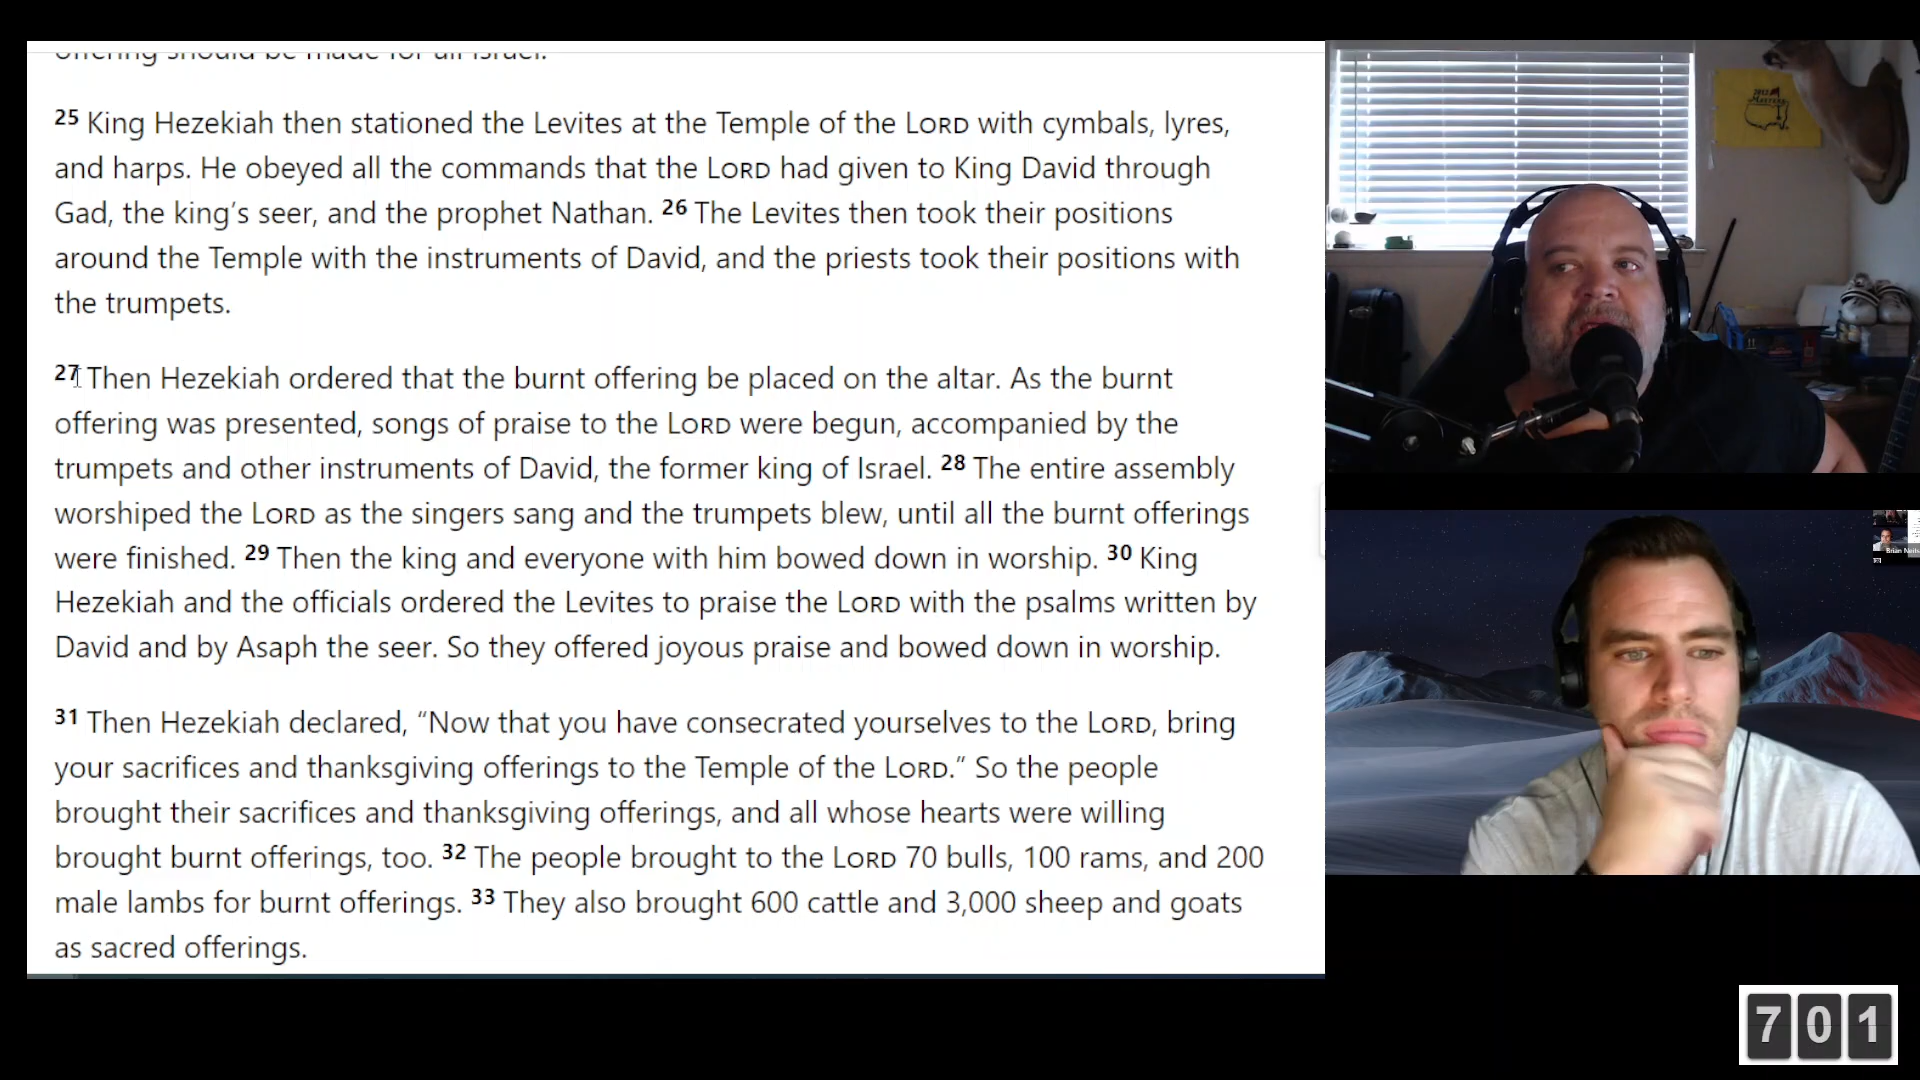 offering should be made for all Israel.
25 King Hezekiah then stationed the Levites at the Temple of the LORD with cymbals, lyres,
and harps. He obeyed all the commands that the LORD had given to King David through
Gad, the king’s seer, and the prophet Nathan. 26 The Levites then took their positions
around the Temple with the instruments of David, and the priests took their positions with
the trumpets.
27 Then Hezekiah ordered that the burnt offering be placed on the altar. As the burnt
offering was presented, songs of praise to the LORD were begun, accompanied by the
trumpets and other instruments of David, the former king of Israel. 28 The entire assembly
worshiped the LORD as the singers sang and the trumpets blew, until all the burnt offerings
were finished. 29 Then the king and everyone with him bowed down in worship. 30 King
Hezekiah and the officials ordered the Levites to praise the LORD with the psalms written by
David and by Asaph the seer. So they offered joyous praise and bowed down in worship.
31 Then Hezekiah declared, “Now that you have consecrated yourselves to the LORD, bring
your sacrifices and thanksgiving offerings to the Temple of the LORD.” So the people
brought their sacrifices and thanksgiving offerings, and all whose hearts were willing
brought burnt offerings, too. 32 The people brought to the LORD 70 bulls, 100 rams, and 200
male lambs for burnt offerings. 33 They also brought 600 cattle and 3,000 sheep and goats
as sacred offerings.
MASTERS
Brian
701